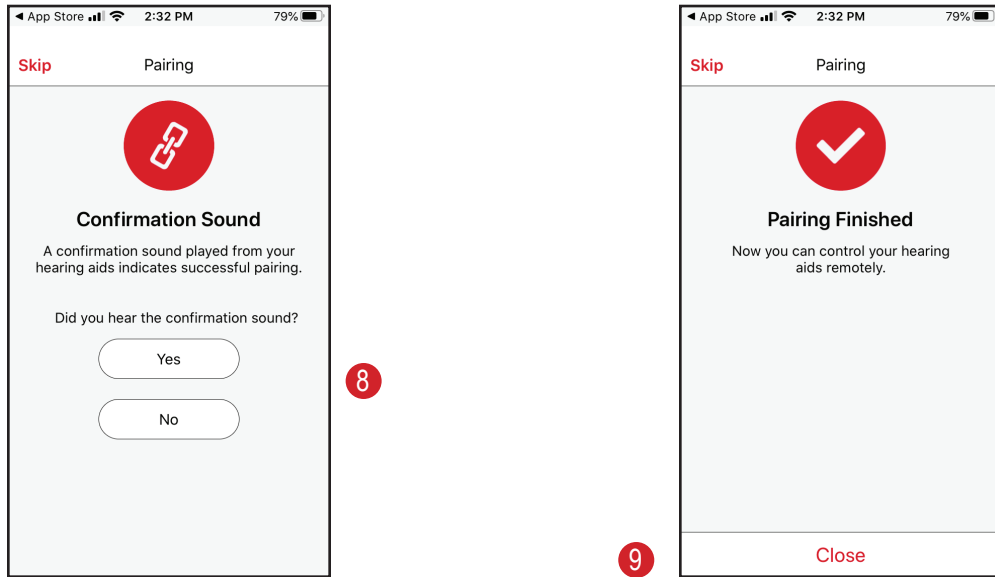 ◄ App Store 2:32 PM 79%
Skip Pairing
Confirmation Sound
A confirmation sound played from your
hearing aids indicates successful pairing.
Did you hear the confirmation sound?
Yes
No
8
◄ App Store 2:32 PM 79%
Skip Pairing
Pairing Finished
Now you can control your hearing
aids remotely.
9
Close